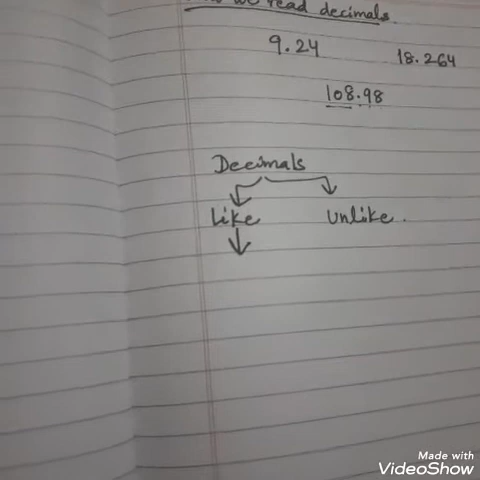 we read decimals.
9.24 18.264
108.98
Decimals
Like Unlike.
Made with
VideoShow